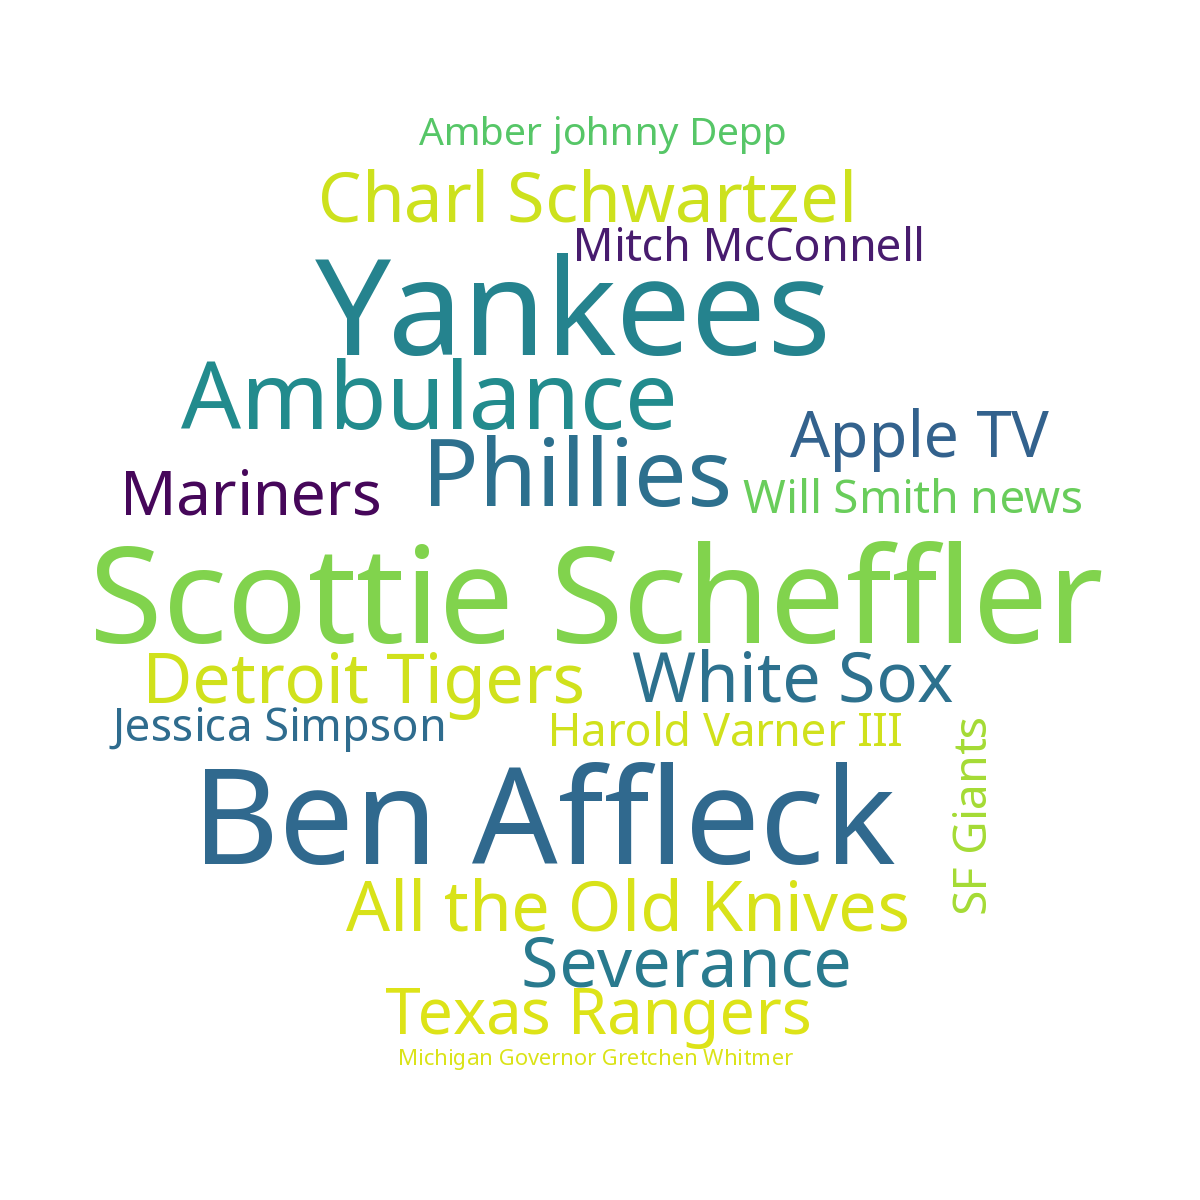 Amber johnny Depp
Charl Schwartzel
Mitch McConnell
Yankees
Ambulance
Apple TV
Phillies
Mariners
Will Smith news
Scottie Scheffler
Detroit Tigers
White Sox
Jessica Simpson
Harold Varner III
SF Giants
Ben Affleck
All the Old Knives
Severance
Texas Rangers
Michigan Governor Gretchen Whitmer